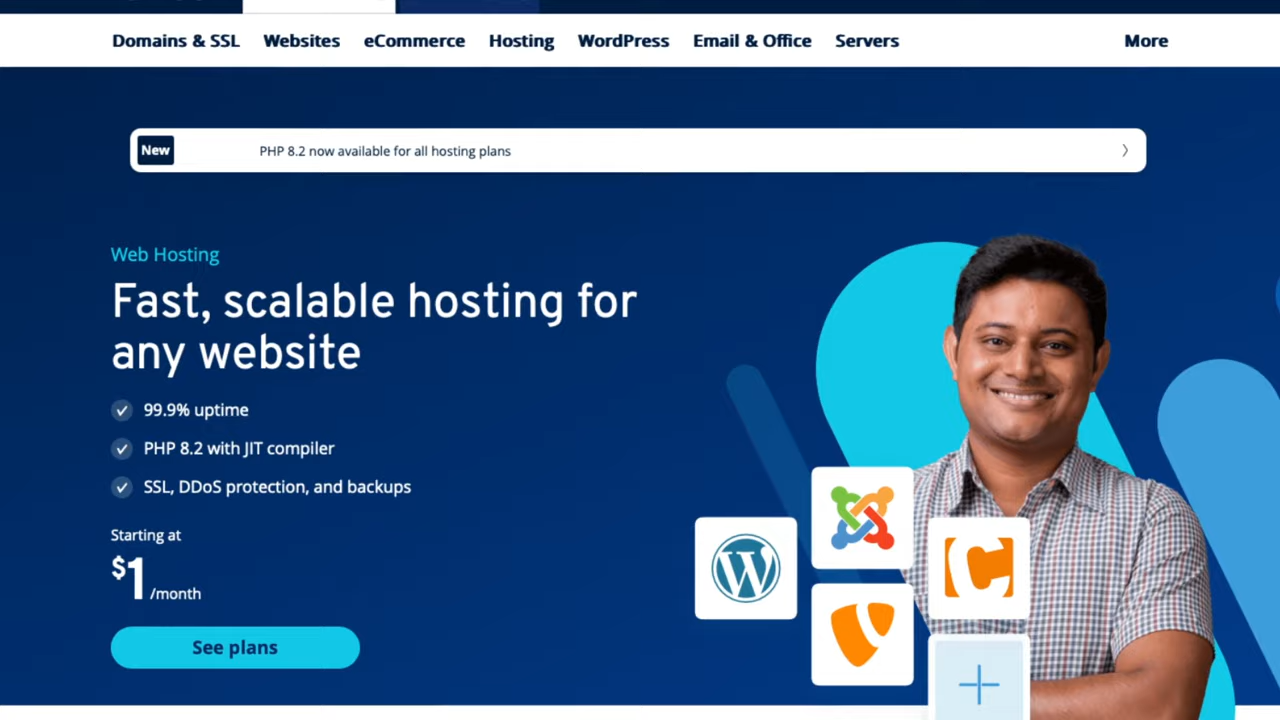 Domains & SSL Websites eCommerce Hosting WordPress Email & Office Servers More
New PHP 8.2 now available for all hosting plans
Web Hosting
Fast, scalable hosting for
any website
99.9% uptime
PHP 8.2 with JIT compiler
SSL, DDoS protection, and backups
Starting at
$1 /month
See plans